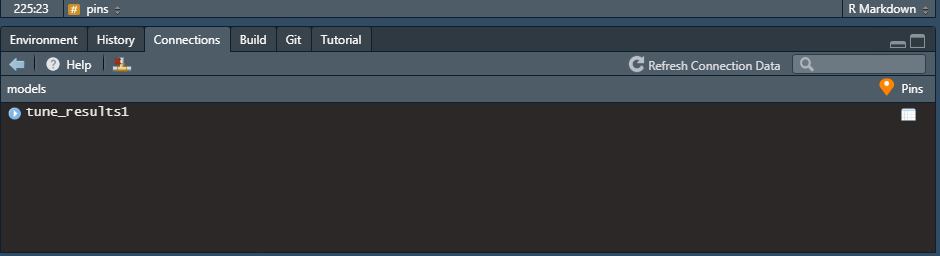 225:23 # pins R Markdown
Environment History Connections Build Git Tutorial
? Help Refresh Connection Data
models Pins
tune_results1